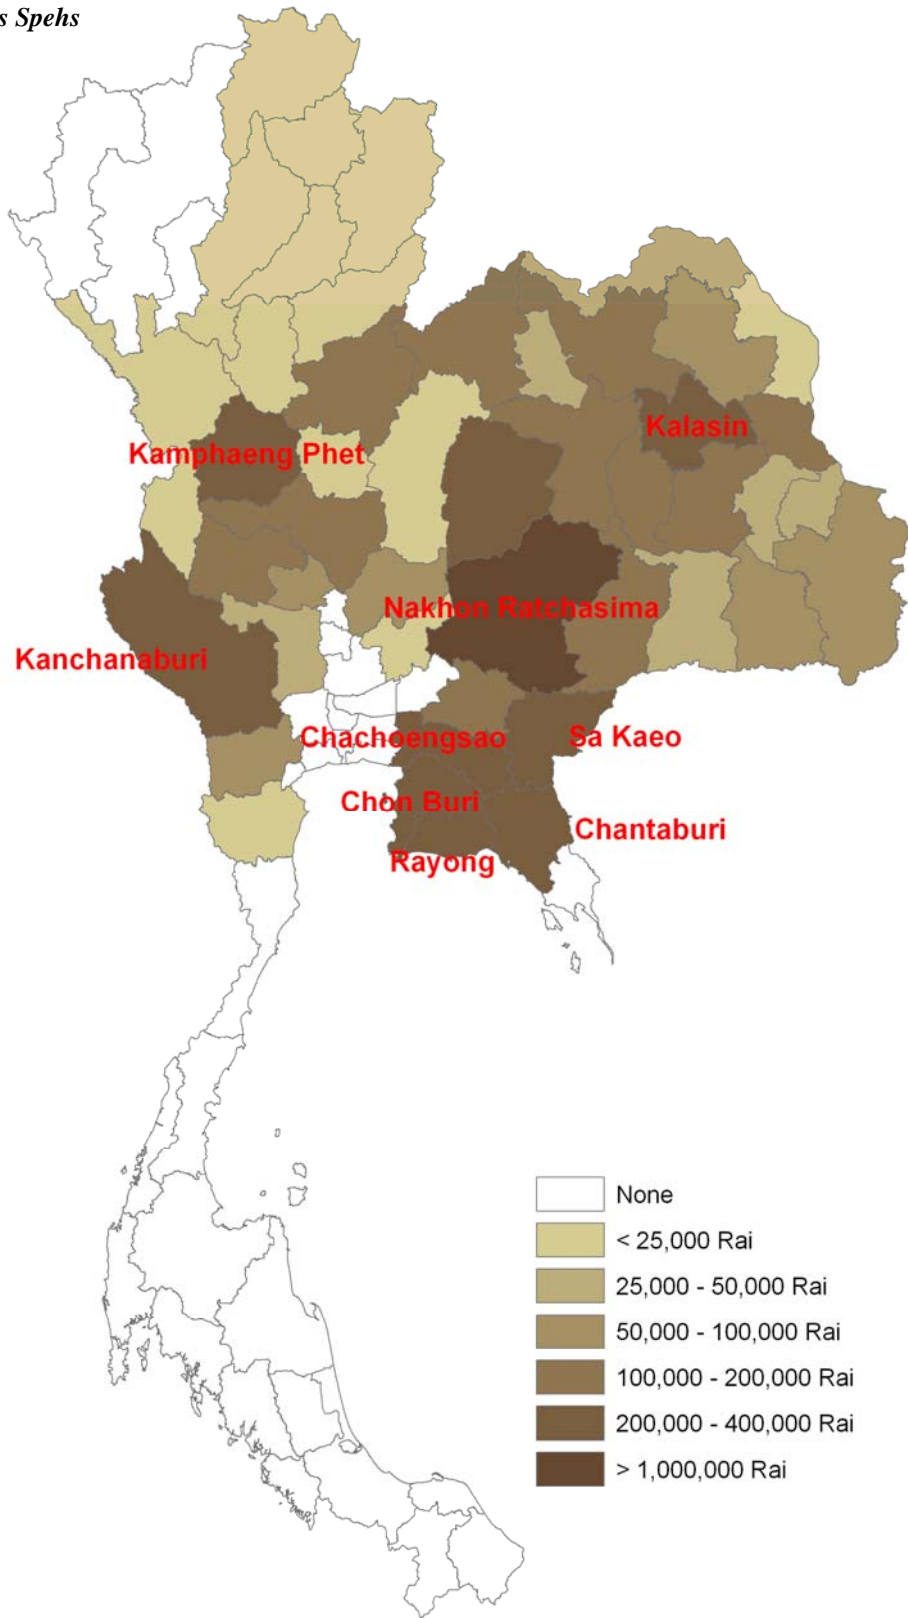 s Spehs
Kalasin
Kamphaeng Phet
Nakhon Ratchasima
Kanchanaburi
Chachoengsao
Sa Kaeo
Chon Buri
Chantaburi
Rayong
None
< 25,000 Rai
25,000 - 50,000 Rai
50,000 - 100,000 Rai
100,000 - 200,000 Rai
200,000 - 400,000 Rai
> 1,000,000 Rai